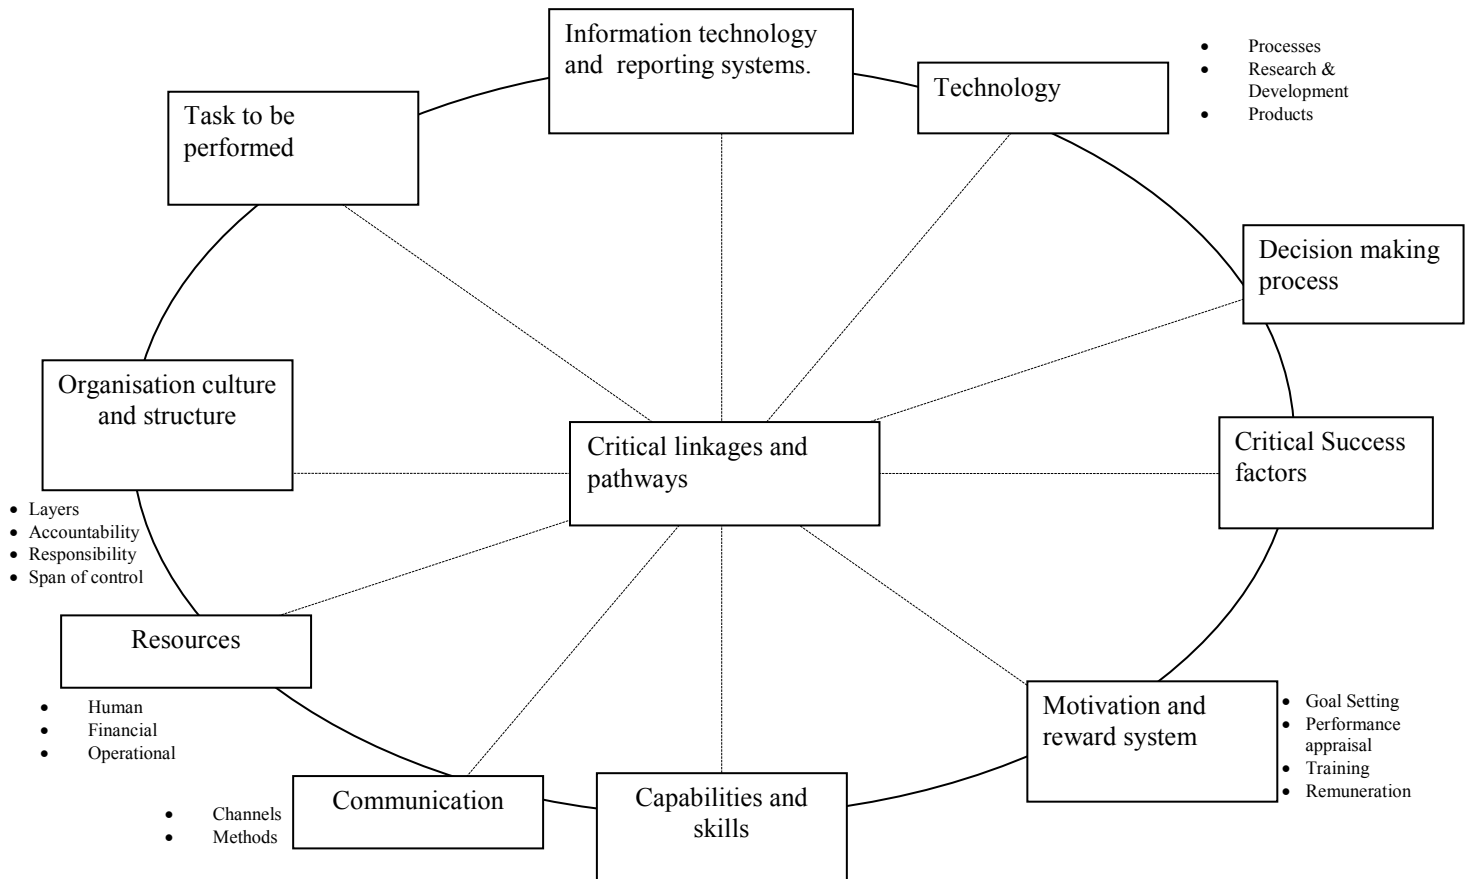 Information technology
and reporting systems.
Technology
• Processes
• Research &
Development
• Products
Task to be
performed
Decision making
process
Organisation culture
and structure
• Layers
• Accountability
• Responsibility
• Span of control
Critical linkages and
pathways
Critical Success
factors
Resources
• Human
• Financial
• Operational
Motivation and
reward system
• Goal Setting
• Performance
appraisal
• Training
• Remuneration
Communication
• Channels
• Methods
Capabilities and
skills